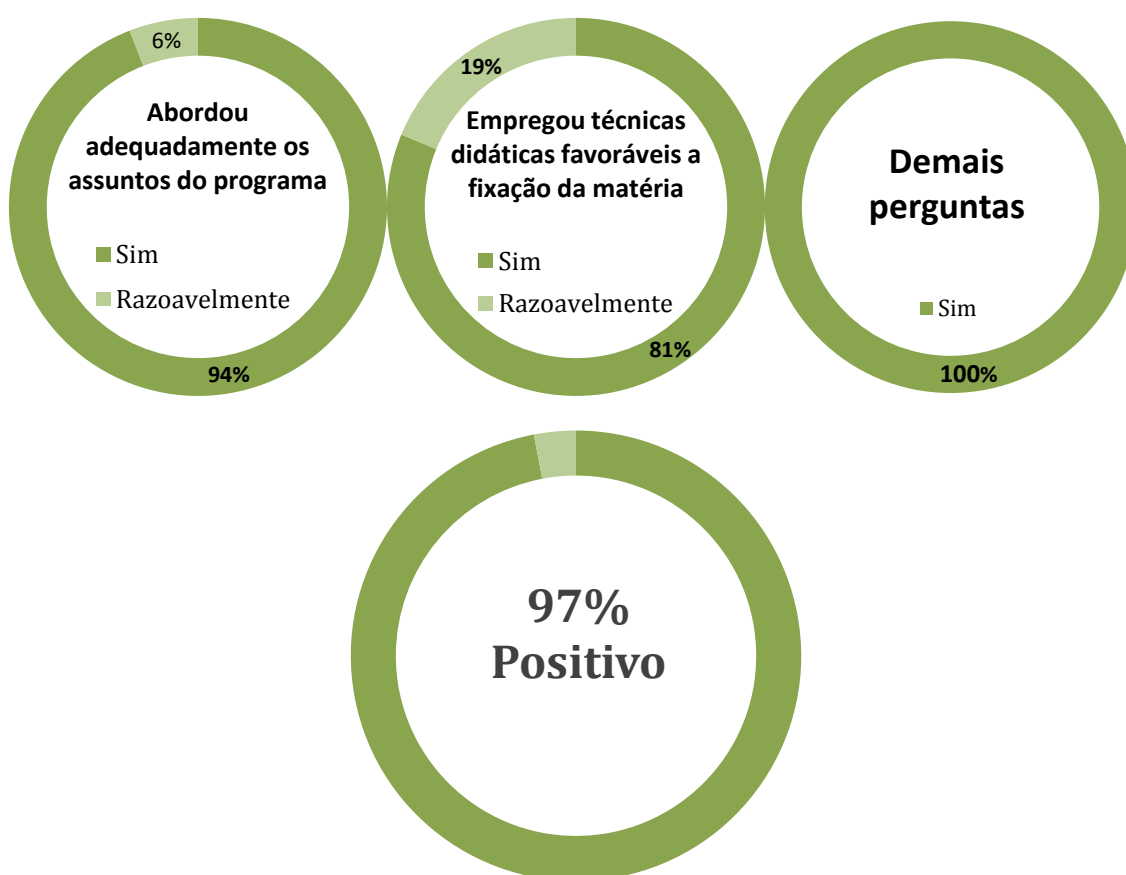 6%
Abordou
adequadamente os
assuntos do programa
Sim
Razoavelmente
94%
19%
Empregou técnicas
didáticas favoráveis a
fixação da matéria
Sim
Razoavelmente
81%
Demais
perguntas
Sim
100%
97%
Positivo